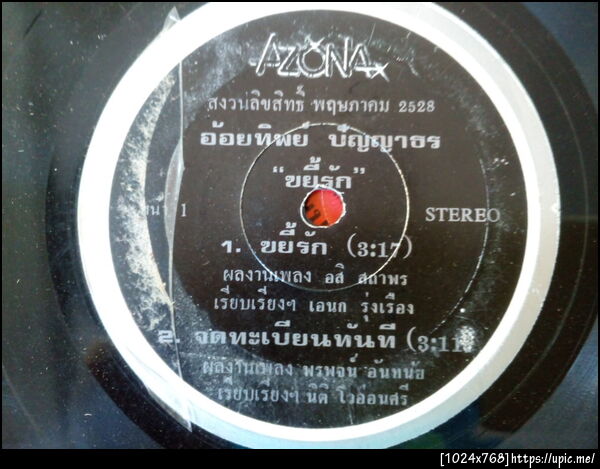 AZONA
สงวนลิขสิทธิ์ พฤษภาคม 2528
อ้อยทิพย์ ปัญญาธร
"ขยี้รัก"
1 STEREO
1. ขยี้รัก (3:17)
ผลงานเพลง อสิ สถาพร
เรียบเรียงฯ เอนก รุ่งเรือง
2. จดทะเบียนทันที (3:11)
ผลงานเพลง พรพจน์ อันทนัย
เรียบเรียงฯ นิติ โว่อ่อนศรี
[1024x768]https://upic.me/